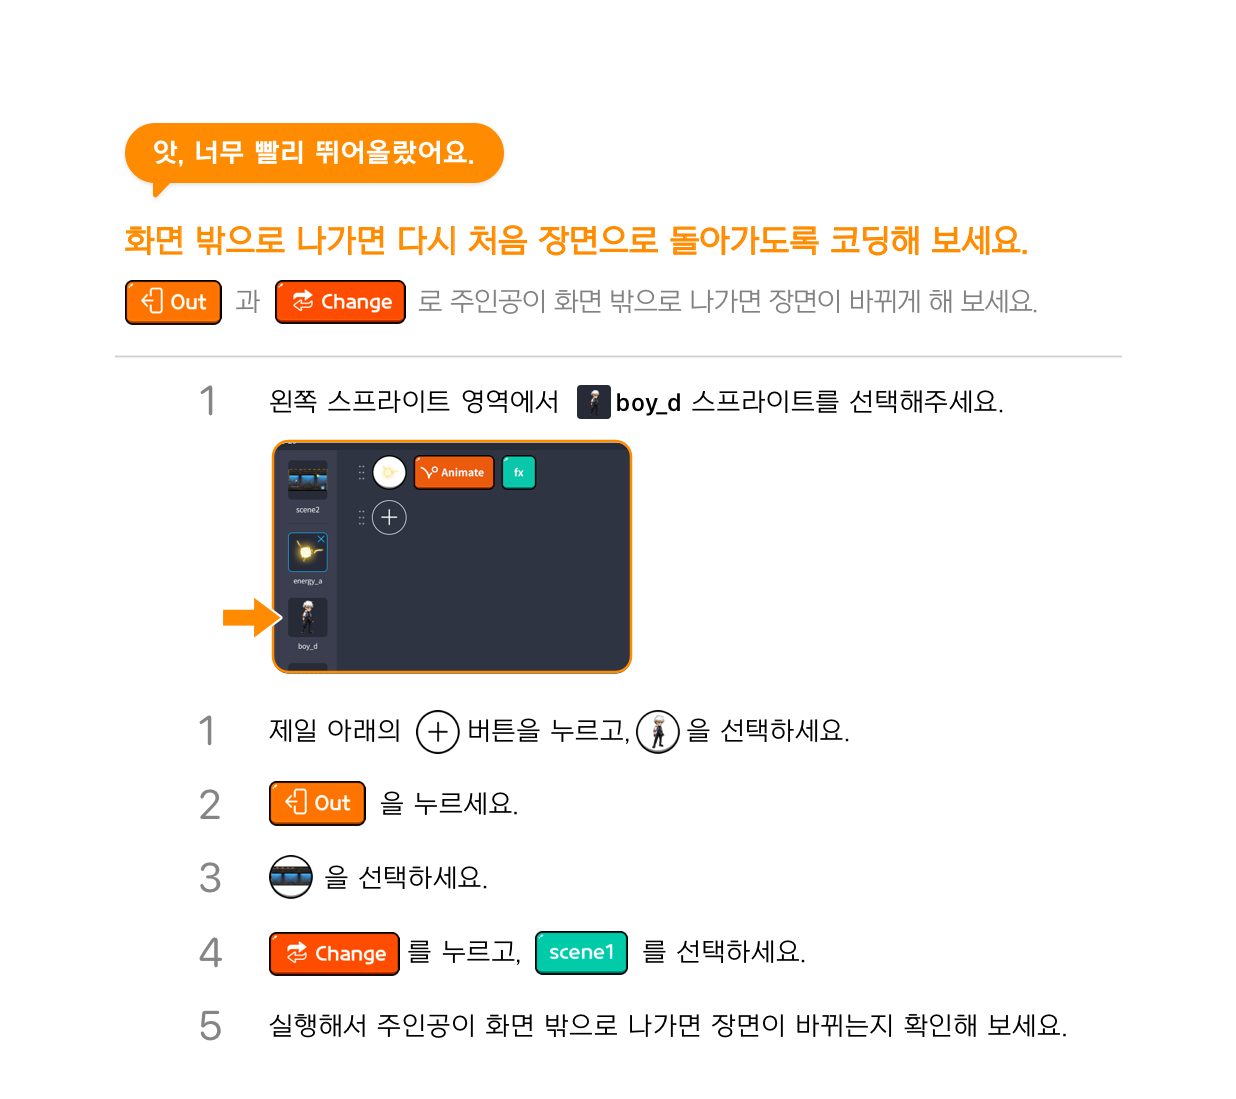 앗, 너무 빨리 뛰어올랐어요.
화면 밖으로 나가면 다시 처음 장면으로 돌아가도록 코딩해 보세요.
Out 과 Change 로 주인공이 화면 밖으로 나가면 장면이 바뀌게 해 보세요.
1 왼쪽 스프라이트 영역에서 boy_d 스프라이트를 선택해주세요.
Animate fx
scene2
energy_a
boy_d
1 제일 아래의 + 버튼을 누르고, 을 선택하세요.
2 Out 을 누르세요.
3 을 선택하세요.
4 Change 를 누르고, scene1 를 선택하세요.
5 실행해서 주인공이 화면 밖으로 나가면 장면이 바뀌는지 확인해 보세요.